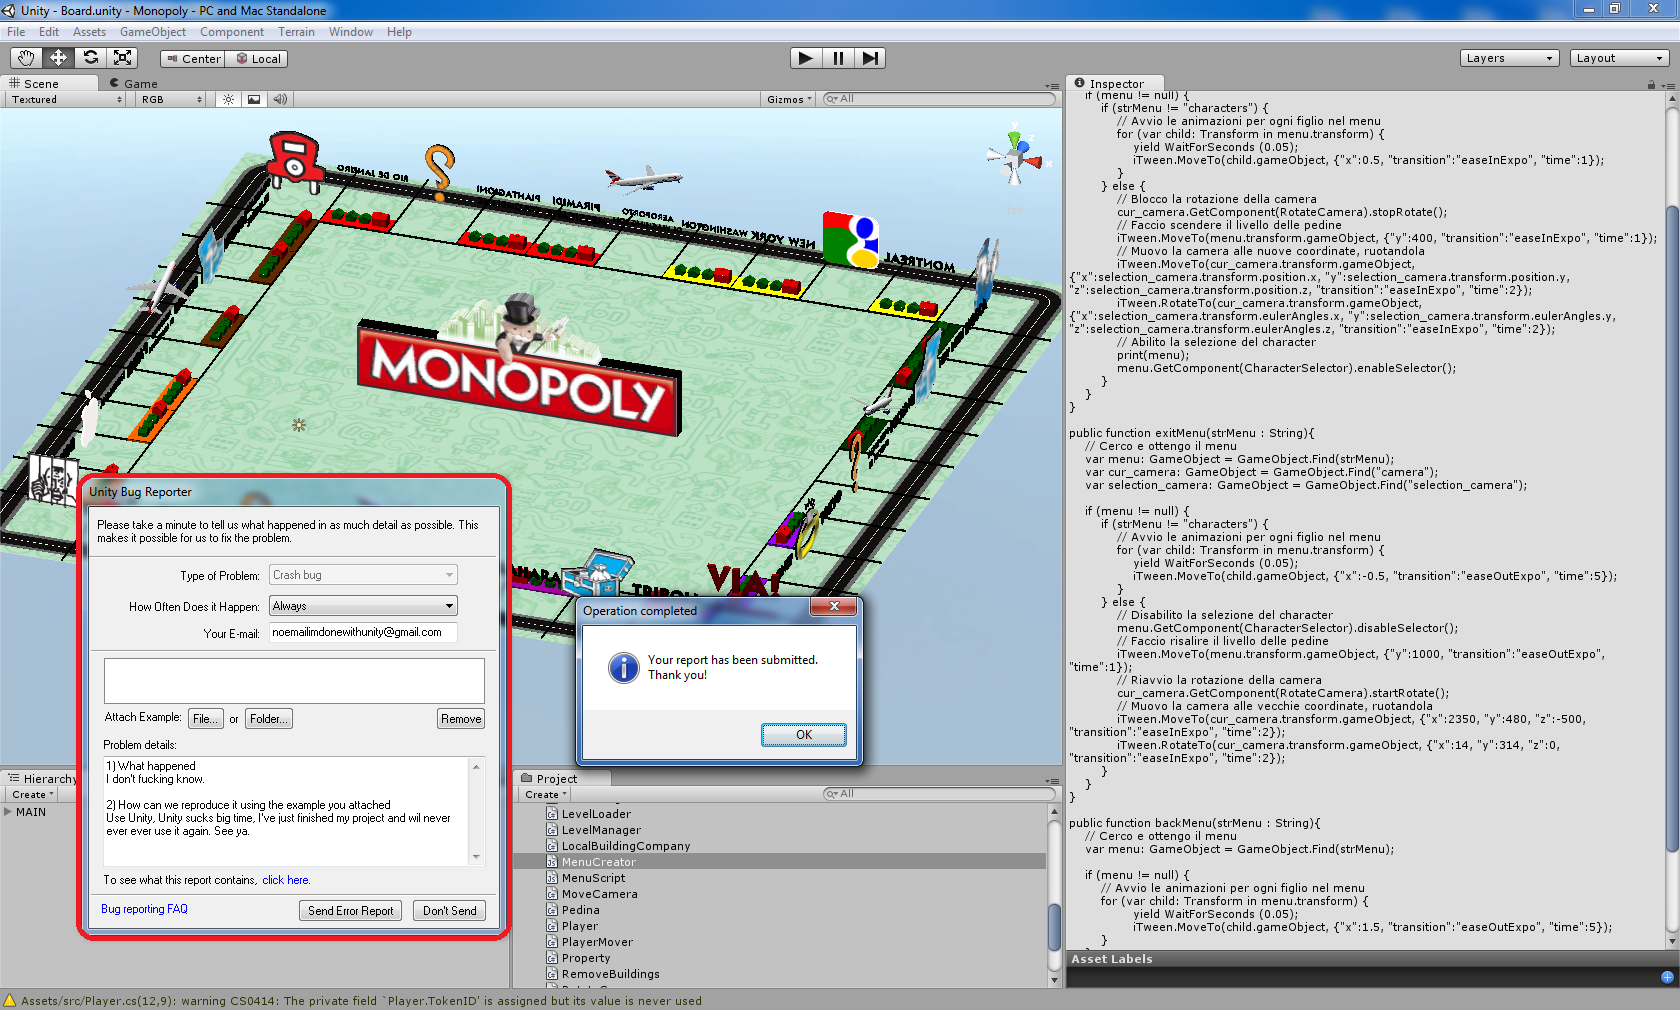 Unity - Board.unity - Monopoly - PC and Mac Standalone
File Edit Assets GameObject Component Terrain Window Help
Center Local
Layers
Layout
Scene
Game
Textured
RGB
Gizmos
All
RIO DE JANEIRO
PIANTAGIONI
PIRAMIDI
AEROPORTO
WASHINGTON
NEW YORK
MONTREAL
MONOPOLY
AHARA
TRIPOLI
VIA!
Unity Bug Reporter
Please take a minute to tell us what happened in as much detail as possible. This
makes it possible for us to fix the problem.
Type of Problem: Crash bug
How Often Does it Happen: Always
Your E-mail: noemailimdonewithunity@gmail.com
Attach Example: File... or Folder... Remove
Problem details:
1) What happened
I don't fucking know.
2) How can we reproduce it using the example you attached
Use Unity, Unity sucks big time, I've just finished my project and wil never
ever ever use it again. See ya.
To see what this report contains, click here.
Bug reporting FAQ
Send Error Report
Don't Send
Operation completed
Your report has been submitted.
Thank you!
OK
Hierarchy
Create
MAIN
Project
Create
All
LevelLoader
LevelManager
LocalBuildingCompany
MenuCreator
MenuScript
MoveCamera
Pedina
Player
PlayerMover
Property
RemoveBuildings
Inspector
if (menu != null) {
if (strMenu != "characters") {
// Avvio le animazioni per ogni figlio nel menu
for (var child: Transform in menu.transform) {
yield WaitForSeconds (0.05);
iTween.MoveTo(child.gameObject, {"x":0.5, "transition":"easeInExpo", "time":1});
}
} else {
// Blocco la rotazione della camera
cur_camera.GetComponent(RotateCamera).stopRotate();
// Faccio scendere il livello delle pedine
iTween.MoveTo(menu.transform.gameObject, {"y":400, "transition":"easeInExpo", "time":1});
// Muovo la camera alle nuove coordinate, ruotandola
iTween.MoveTo(cur_camera.transform.gameObject,
{"x":selection_camera.transform.position.x, "y":selection_camera.transform.position.y,
"z":selection_camera.transform.position.z, "transition":"easeInExpo", "time":2});
iTween.RotateTo(cur_camera.transform.gameObject,
{"x":selection_camera.transform.eulerAngles.x, "y":selection_camera.transform.eulerAngles.y,
"z":selection_camera.transform.eulerAngles.z, "transition":"easeInExpo", "time":2});
// Abilito la selezione del character
print(menu);
menu.GetComponent(CharacterSelector).enableSelector();
}
}
}
public function exitMenu(strMenu : String){
// Cerco e ottengo il menu
var menu: GameObject = GameObject.Find(strMenu);
var cur_camera: GameObject = GameObject.Find("camera");
var selection_camera: GameObject = GameObject.Find("selection_camera");
if (menu != null) {
if (strMenu != "characters") {
// Avvio le animazioni per ogni figlio nel menu
for (var child: Transform in menu.transform) {
yield WaitForSeconds (0.05);
iTween.MoveTo(child.gameObject, {"x":-0.5, "transition":"easeOutExpo", "time":5});
}
} else {
// Disabilito la selezione del character
menu.GetComponent(CharacterSelector).disableSelector();
// Faccio risalire il livello delle pedine
iTween.MoveTo(menu.transform.gameObject, {"y":1000, "transition":"easeOutExpo",
"time":1});
// Riavvio la rotazione della camera
cur_camera.GetComponent(RotateCamera).startRotate();
// Muovo la camera alle vecchie coordinate, ruotandola
iTween.MoveTo(cur_camera.transform.gameObject, {"x":2350, "y":480, "z":-500,
"transition":"easeInExpo", "time":2});
iTween.RotateTo(cur_camera.transform.gameObject, {"x":14, "y":314, "z":0,
"transition":"easeInExpo", "time":2});
}
}
}
public function backMenu(strMenu : String){
// Cerco e ottengo il menu
var menu: GameObject = GameObject.Find(strMenu);
if (menu != null) {
// Avvio le animazioni per ogni figlio nel menu
for (var child: Transform in menu.transform) {
yield WaitForSeconds (0.05);
iTween.MoveTo(child.gameObject, {"x":1.5, "transition":"easeOutExpo", "time":5});
}
Asset Labels
Assets/src/Player.cs(12,9): warning CS0414: The private field `Player.TokenID' is assigned but its value is never used